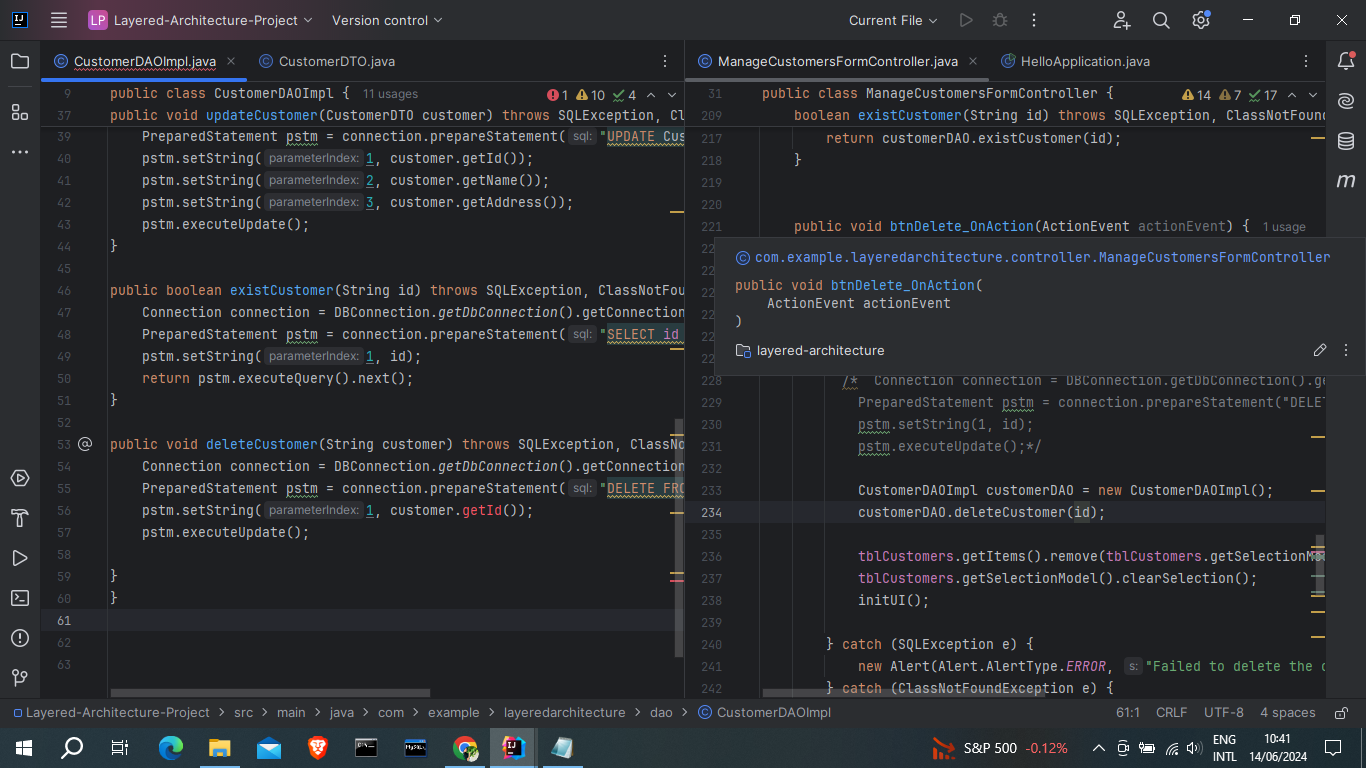 LP Layered-Architecture-Project Version control Current File
CustomerDAOImpl.java CustomerDTO.java
ManageCustomersFormController.java HelloApplication.java
9 public class CustomerDAOImpl { 11 usages 1 10 4
37 public void updateCustomer(CustomerDTO customer) throws SQLException, Cl
39 PreparedStatement pstm = connection.prepareStatement( sql: "UPDATE Cus
40 pstm.setString( parameterIndex: 1, customer.getId());
41 pstm.setString( parameterIndex: 2, customer.getName());
42 pstm.setString( parameterIndex: 3, customer.getAddress());
43 pstm.executeUpdate();
44 }
45
46 public boolean existCustomer(String id) throws SQLException, ClassNotFou
47 Connection connection = DBConnection.getDbConnection().getConnection
48 PreparedStatement pstm = connection.prepareStatement( sql: "SELECT id
49 pstm.setString( parameterIndex: 1, id);
50 return pstm.executeQuery().next();
51 }
52
53 @ public void deleteCustomer(String customer) throws SQLException, ClassNo
54 Connection connection = DBConnection.getDbConnection().getConnection
55 PreparedStatement pstm = connection.prepareStatement( sql: "DELETE FRO
56 pstm.setString( parameterIndex: 1, customer.getId());
57 pstm.executeUpdate();
58
59 }
60 }
61
62
63
31 public class ManageCustomersFormController { 14 7 17
209 boolean existCustomer(String id) throws SQLException, ClassNotFoun
217 return customerDAO.existCustomer(id);
218 }
219
220
221 public void btnDelete_OnAction(ActionEvent actionEvent) { 1 usage
com.example.layeredarchitecture.controller.ManageCustomersFormController
public void btnDelete_OnAction(
ActionEvent actionEvent
)
layered-architecture
228 /* Connection connection = DBConnection.getDbConnection().ge
229 PreparedStatement pstm = connection.prepareStatement("DELET
230 pstm.setString(1, id);
231 pstm.executeUpdate();*/
232
233 CustomerDAOImpl customerDAO = new CustomerDAOImpl();
234 customerDAO.deleteCustomer(id);
235
236 tblCustomers.getItems().remove(tblCustomers.getSelectionMo
237 tblCustomers.getSelectionModel().clearSelection();
238 initUI();
239
240 } catch (SQLException e) {
241 new Alert(Alert.AlertType.ERROR, s: "Failed to delete the c
242 } catch (ClassNotFoundException e) {
Layered-Architecture-Project > src > main > java > com > example > layeredarchitecture > dao > CustomerDAOImpl 61:1 CRLF UTF-8 4 spaces
S&P 500 -0.12% ENG 10:41
INTL 14/06/2024